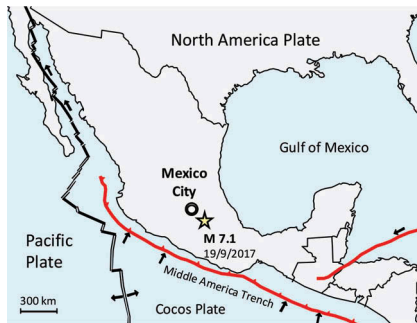 North America Plate
Gulf of Mexico
Mexico
City
M 7.1
19/9/2017
Pacific
Plate
Middle America Trench
300 km
Cocos Plate